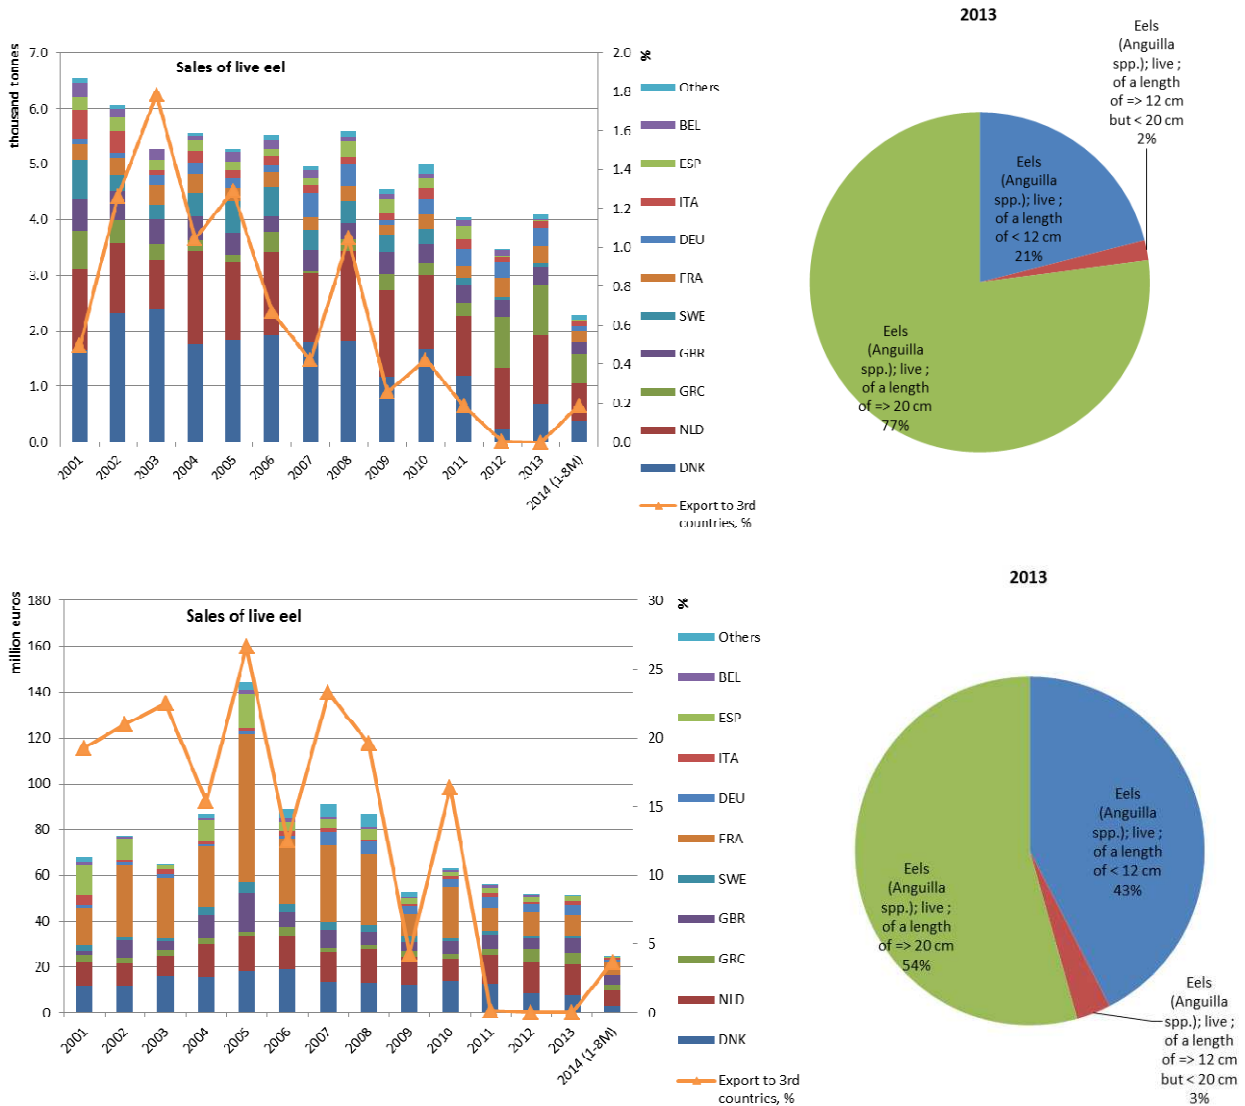 2013
Sales of live eel
thousand tonnes
%
7.0
6.0
5.0
4.0
3.0
2.0
1.0
0.0
2.0
1.8
1.6
1.4
1.2
1.0
0.8
0.6
0.4
0.2
0.0
2001
2002
2003
2004
2005
2006
2007
2008
2009
2010
2011
2012
2013
2014 (1-8M)
Others
BEL
ESP
ITA
DEU
FRA
SWE
GBR
GRC
NLD
DNK
Export to 3rd
countries, %
Eels
(Anguilla
spp.); live ;
of a length
of => 12 cm
but < 20 cm
2%
Eels
(Anguilla
spp.); live ;
of a length
of < 12 cm
21%
Eels
(Anguilla
spp.); live ;
of a length
of => 20 cm
77%
2013
Sales of live eel
million euros
%
180
160
140
120
100
80
60
40
20
0
30
25
20
15
10
5
0
2001
2002
2003
2004
2005
2006
2007
2008
2009
2010
2011
2012
2013
2014 (1-8M)
Others
BEL
ESP
ITA
DEU
FRA
SWE
GBR
GRC
NLD
DNK
Export to 3rd
countries, %
Eels
(Anguilla
spp.); live ;
of a length
of < 12 cm
43%
Eels
(Anguilla
spp.); live ;
of a length
of => 20 cm
54%
Eels
(Anguilla
spp.); live ;
of a length
of => 12 cm
but < 20 cm
3%